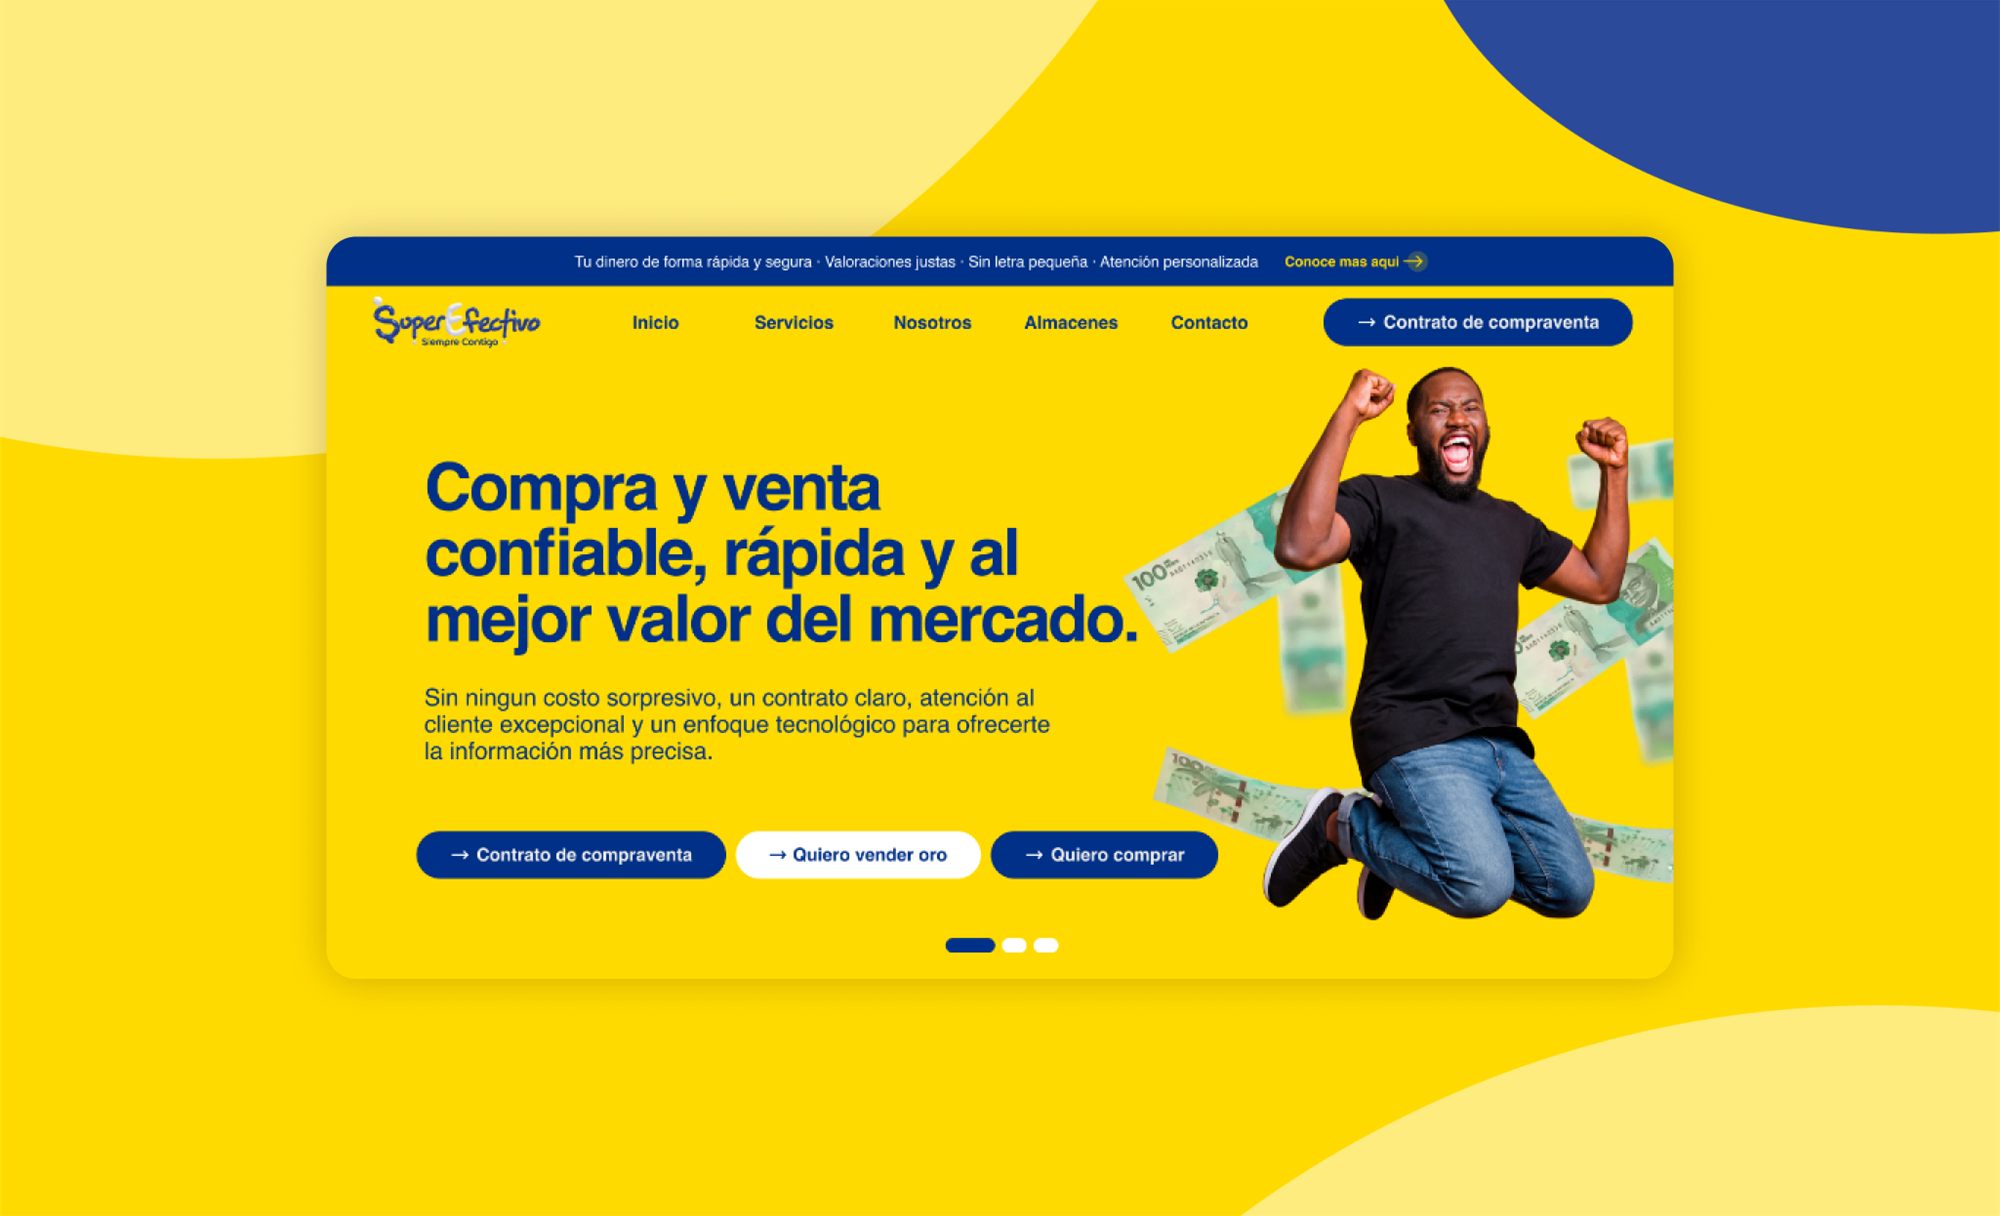 Tu dinero de forma rápida y segura · Valoraciones justas · Sin letra pequeña · Atención personalizada
Conoce mas aqui →
SuperEfectivo
Siempre Contigo
Inicio
Servicios
Nosotros
Almacenes
Contacto
→ Contrato de compraventa
Compra y venta
confiable, rápida y al
mejor valor del mercado.
Sin ningun costo sorpresivo, un contrato claro, atención al
cliente excepcional y un enfoque tecnológico para ofrecerte
la información más precisa.
→ Contrato de compraventa
→ Quiero vender oro
→ Quiero comprar
100
100